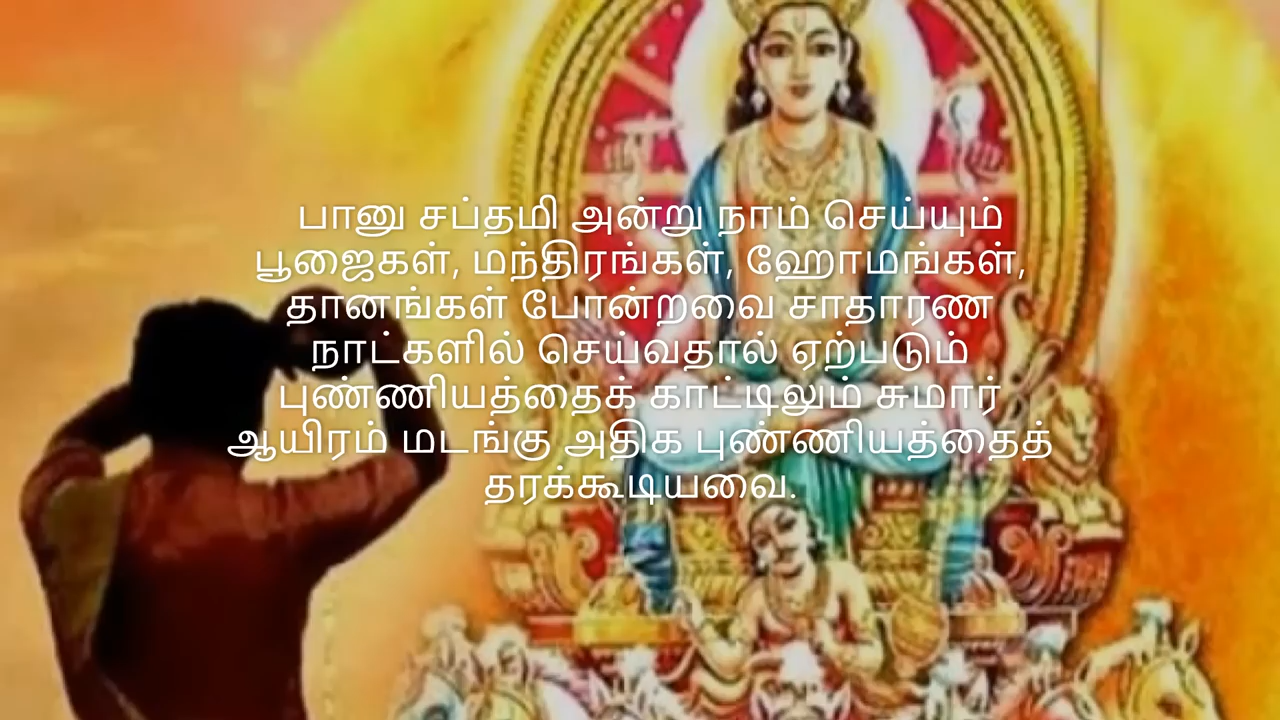 பானு சப்தமி அன்று நாம் செய்யும்
பூஜைகள், மந்திரங்கள், ஹோமங்கள்,
தானங்கள் போன்றவை சாதாரண
நாட்களில் செய்வதால் ஏற்படும்
புண்ணியத்தைக் காட்டிலும் சுமார்
ஆயிரம் மடங்கு அதிக புண்ணியத்தைத்
தரக்கூடியவை.